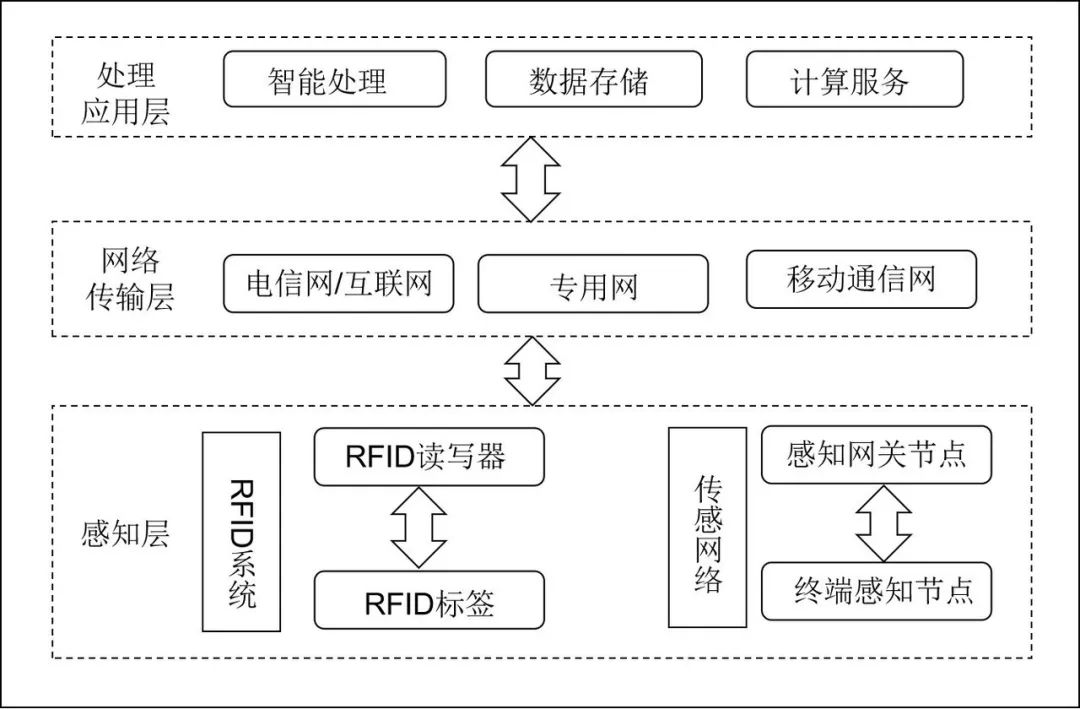 处理
应用层
智能处理
数据存储
计算服务
网络
传输层
电信网/互联网
专用网
移动通信网
感知层
RFID系统
RFID读写器
RFID标签
传感网络
感知网关节点
终端感知节点